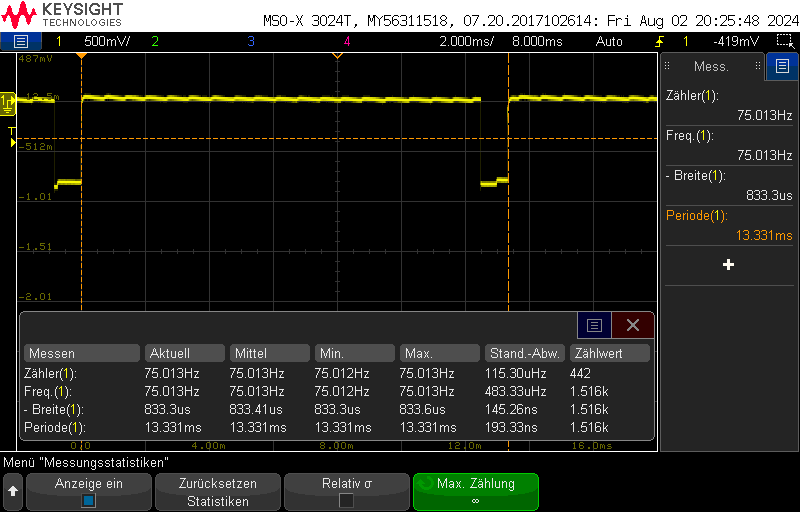 KEYSIGHT
TECHNOLOGIES
MSO-X 3024T, MY56311518, 07.20.2017102614: Fri Aug 02 20:25:48 2024
1 500mV/ 2 3 4 2.000ms/ 8.000ms Auto 1 -419mV
487mV
-12.5m
-512m
-1.01
-1.51
-2.01
1
T
Mess.
Zähler(1):
75.013Hz
Freq.(1):
75.013Hz
- Breite(1):
833.3us
Periode(1):
13.331ms
Messen Aktuell Mittel Min. Max. Stand.-Abw. Zählwert
Zähler(1): 75.013Hz 75.013Hz 75.012Hz 75.013Hz 115.30uHz 442
Freq.(1): 75.013Hz 75.013Hz 75.012Hz 75.013Hz 483.33uHz 1.516k
- Breite(1): 833.3us 833.41us 833.3us 833.6us 145.26ns 1.516k
Periode(1): 13.331ms 13.331ms 13.331ms 13.331ms 193.33ns 1.516k
0.0 4.00m 8.00m 12.0m 16.0ms
Menü "Messungsstatistiken"
Anzeige ein
Zurücksetzen
Statistiken
Relativ σ
Max. Zählung
∞